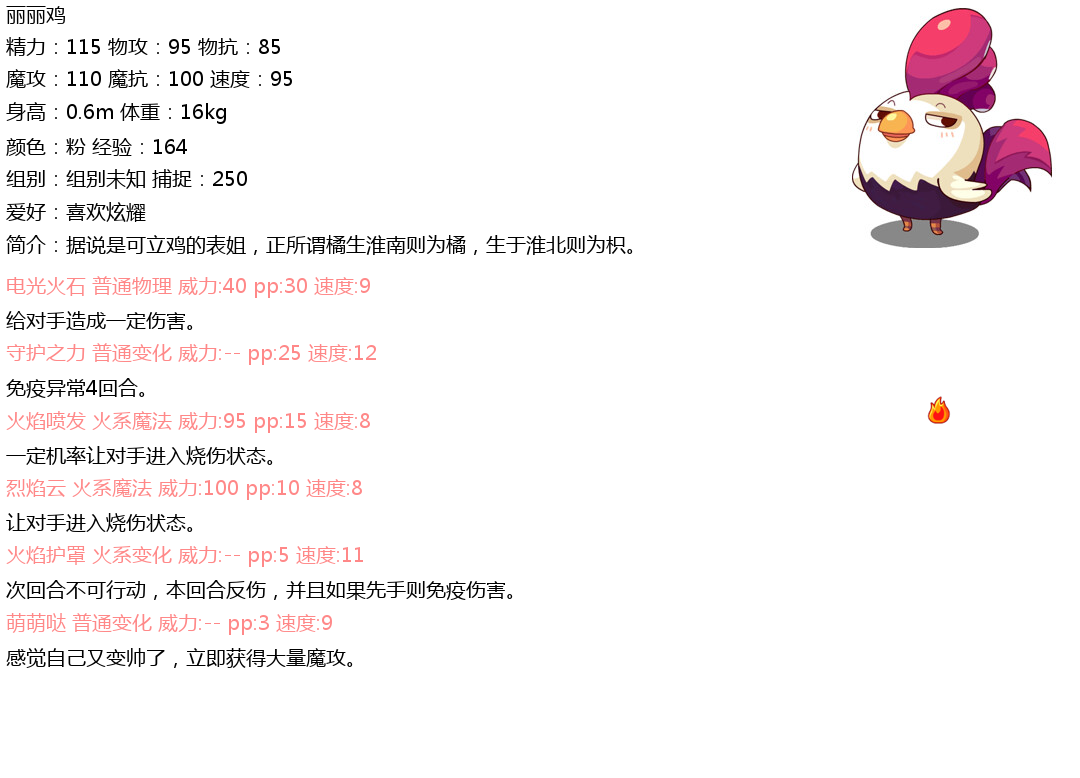 丽丽鸡
精力：115 物攻：95 物抗：85
魔攻：110 魔抗：100 速度：95
身高：0.6m 体重：16kg
颜色：粉 经验：164
组别：组别未知 捕捉：250
爱好：喜欢炫耀
简介：据说是可立鸡的表姐，正所谓橘生淮南则为橘，生于淮北则为枳。
电光火石 普通物理 威力:40 pp:30 速度:9
给对手造成一定伤害。
守护之力 普通变化 威力:-- pp:25 速度:12
免疫异常4回合。
火焰喷发 火系魔法 威力:95 pp:15 速度:8
一定机率让对手进入烧伤状态。
烈焰云 火系魔法 威力:100 pp:10 速度:8
让对手进入烧伤状态。
火焰护罩 火系变化 威力:-- pp:5 速度:11
次回合不可行动，本回合反伤，并且如果先手则免疫伤害。
萌萌哒 普通变化 威力:-- pp:3 速度:9
感觉自己又变帅了，立即获得大量魔攻。